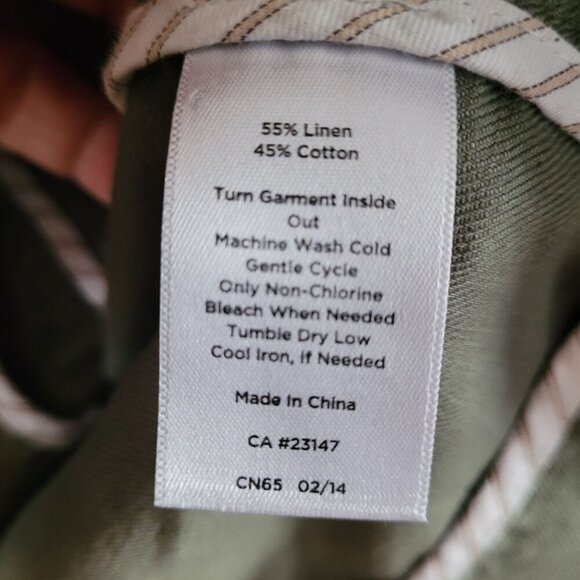 55% Linen
45% Cotton
Turn Garment Inside
Out
Machine Wash Cold
Gentle Cycle
Only Non-Chlorine
Bleach When Needed
Tumble Dry Low
Cool Iron, if Needed
Made In China
CA #23147
CN65 02/14